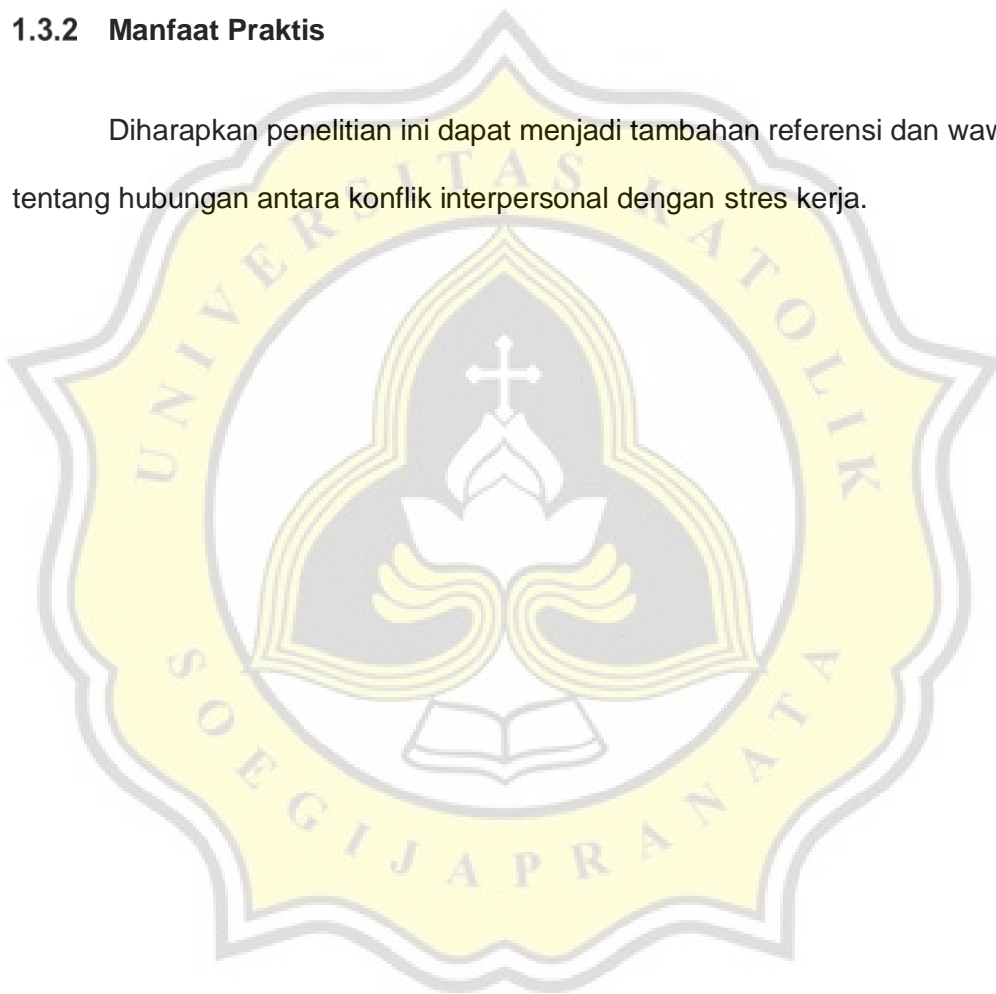 1.3.2 Manfaat Praktis
Diharapkan penelitian ini dapat menjadi tambahan referensi dan
tentang hubungan antara konflik interpersonal dengan stres kerja.
UNIVERSITAS KATOLIK
SOEGIJAPRANATA